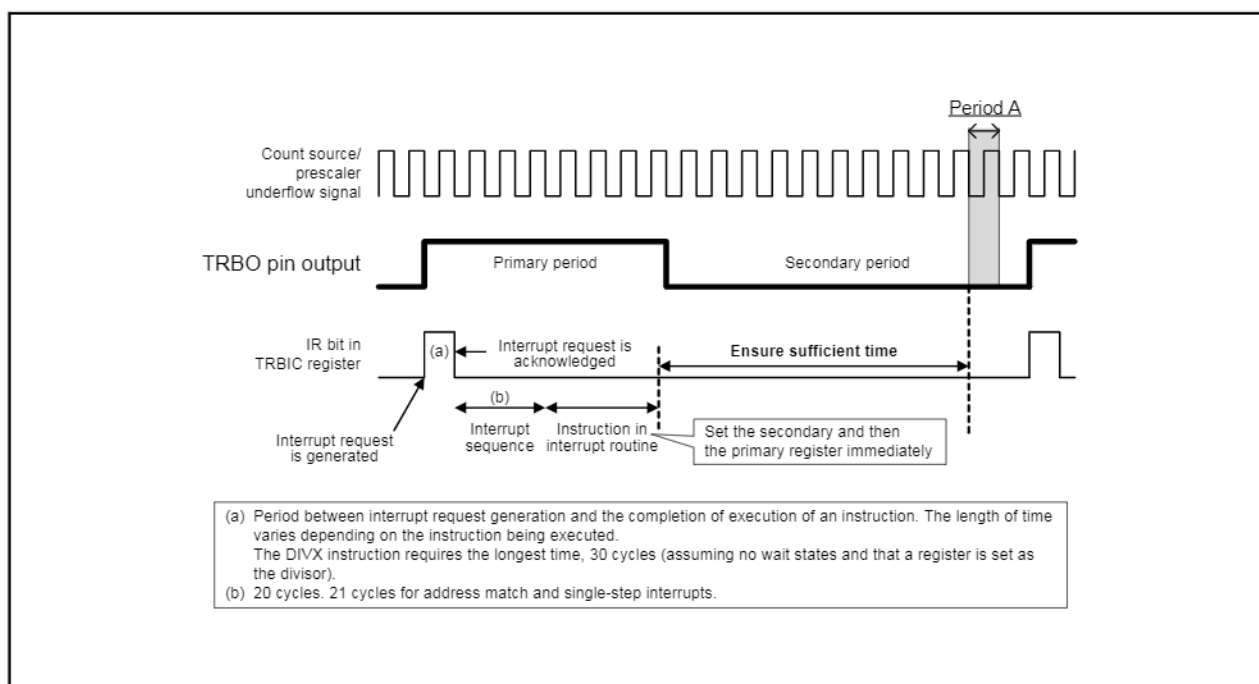 Period A
Count source/
prescaler
underflow signal
TRBO pin output
Primary period
Secondary period
IR bit in
TRBIC register
(a)
Interrupt request is
acknowledged
Ensure sufficient time
(b)
Interrupt request
is generated
Interrupt
sequence
Instruction in
interrupt routine
Set the secondary and then
the primary register immediately
(a) Period between interrupt request generation and the completion of execution of an instruction. The length of time
varies depending on the instruction being executed.
The DIVX instruction requires the longest time, 30 cycles (assuming no wait states and that a register is set as
the divisor).
(b) 20 cycles. 21 cycles for address match and single-step interrupts.